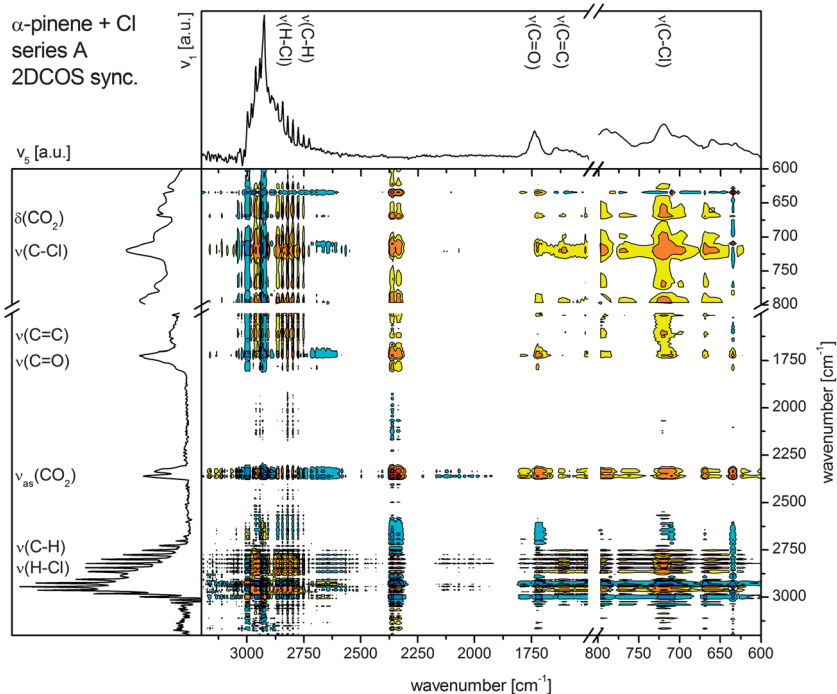 α-pinene + Cl
series A
2DCOS sync.
ν1 [a.u.]
ν(H-Cl)
ν(C-H)
ν(C=O)
ν(C=C)
ν(C-Cl)
ν5 [a.u.]
δ(CO2)
ν(C-Cl)
ν(C=C)
ν(C=O)
νas(CO2)
ν(C-H)
ν(H-Cl)
600
650
700
750
800
1750
2000
2250
2500
2750
3000
wavenumber [cm-1]
3000 2750 2500 2250 2000 1750 800 750 700 650 600
wavenumber [cm-1]